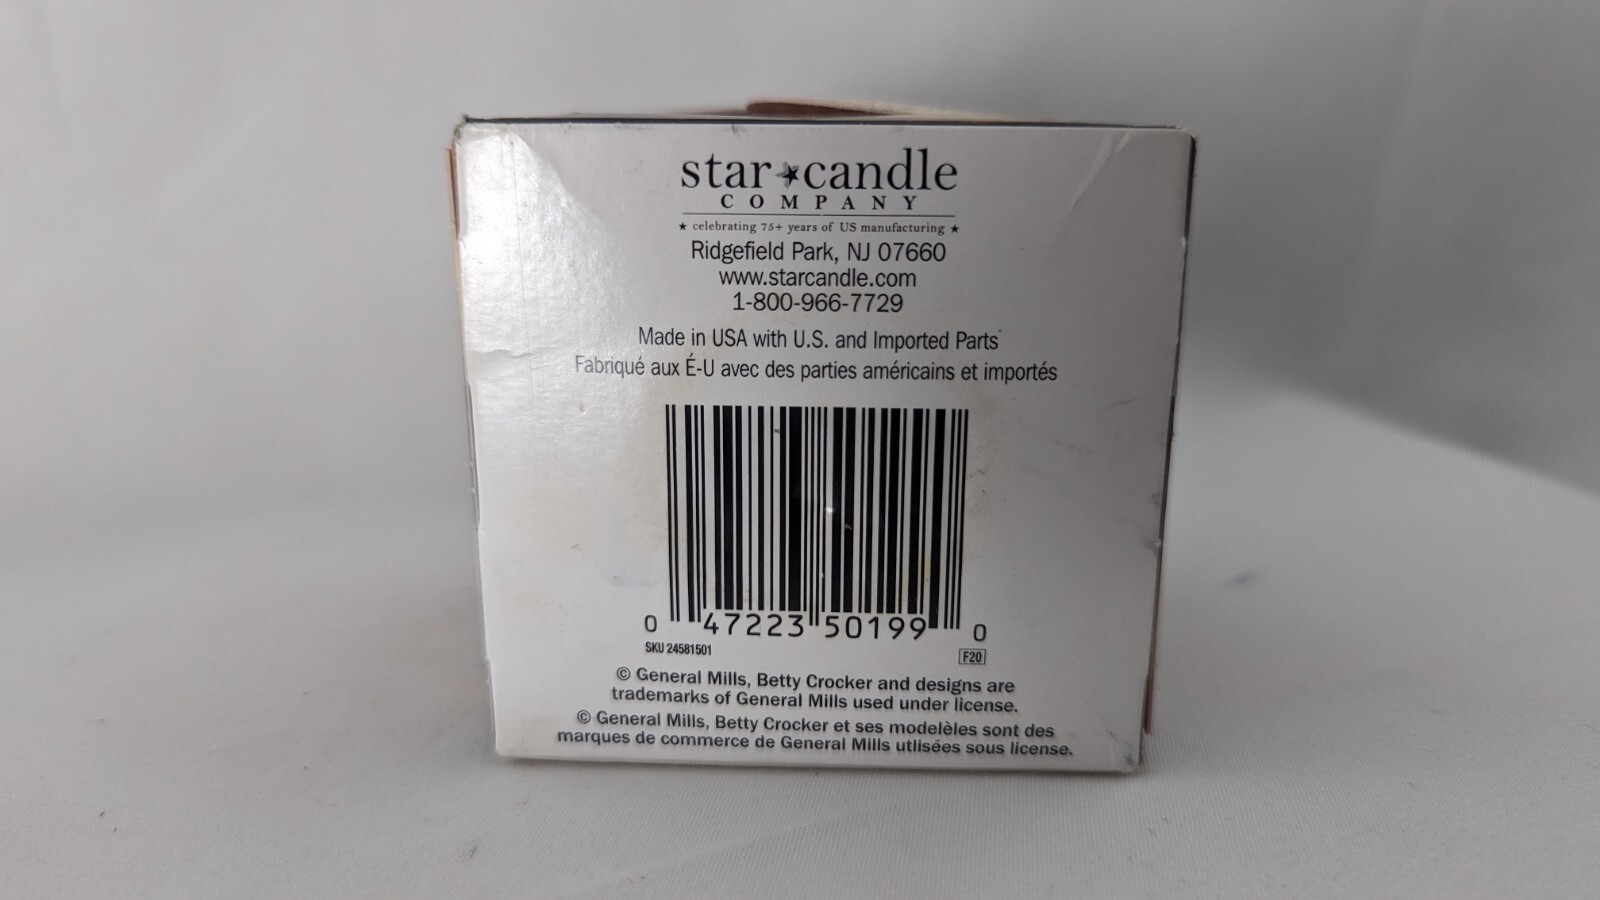 star★candle
COMPANY
★ celebrating 75+ years of US manufacturing ★
Ridgefield Park, NJ 07660
www.starcandle.com
1-800-966-7729
Made in USA with U.S. and Imported Parts
Fabriqué aux É-U avec des parties américains et importés
0 47223 50199 0
SKU 24581501 F20
© General Mills, Betty Crocker and designs are
trademarks of General Mills used under license.
© General Mills, Betty Crocker et ses modelèles sont des
marques de commerce de General Mills utlisées sous license.